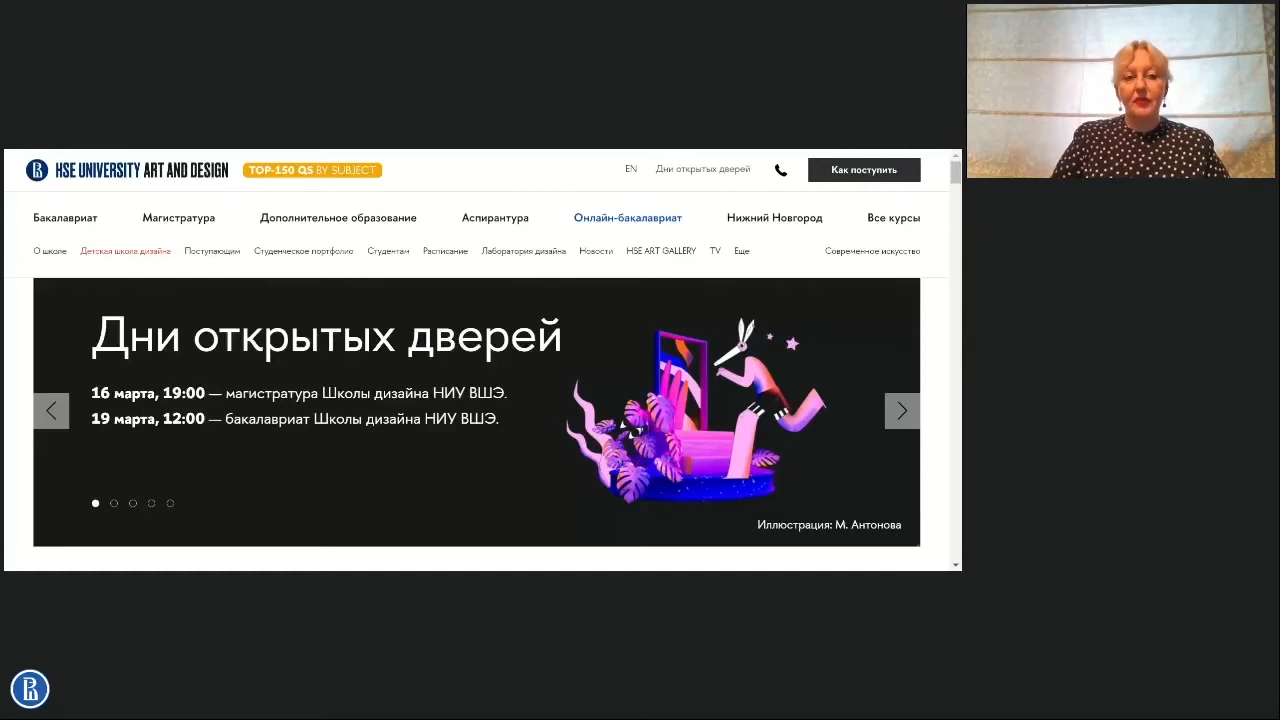 HSE UNIVERSITY ART AND DESIGN TOP-150 QS BY SUBJECT EN Дни открытых дверей Как поступить
Бакалавриат Магистратура Дополнительное образование Аспирантура Онлайн-бакалавриат Нижний Новгород Все курсы
О школе Детская школа дизайна Поступающим Студенческое портфолио Студентам Расписание Лаборатория дизайна Новости HSE ART GALLERY TV Еще Современное искусство
Дни открытых дверей
16 марта, 19:00 — магистратура Школы дизайна НИУ ВШЭ.
19 марта, 12:00 — бакалавриат Школы дизайна НИУ ВШЭ.
Иллюстрация: М. Антонова